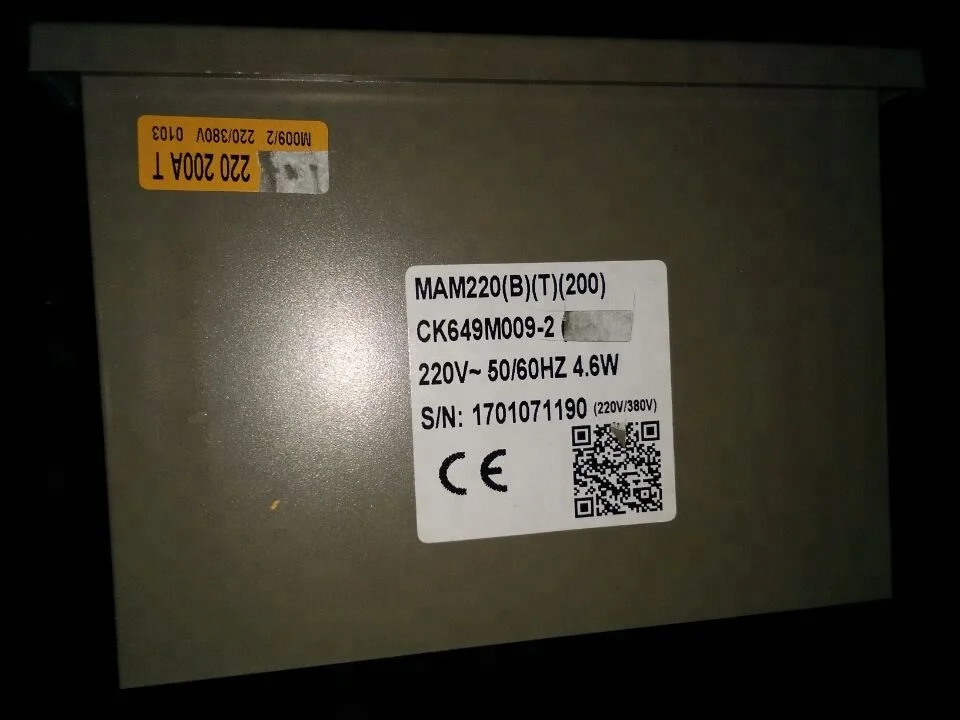 M009/2 220/380V 0103
220 200A T
MAM220(B)(T)(200)
CK649M009-2
220V~ 50/60HZ 4.6W
S/N: 1701071190 (220V/380V)
CE